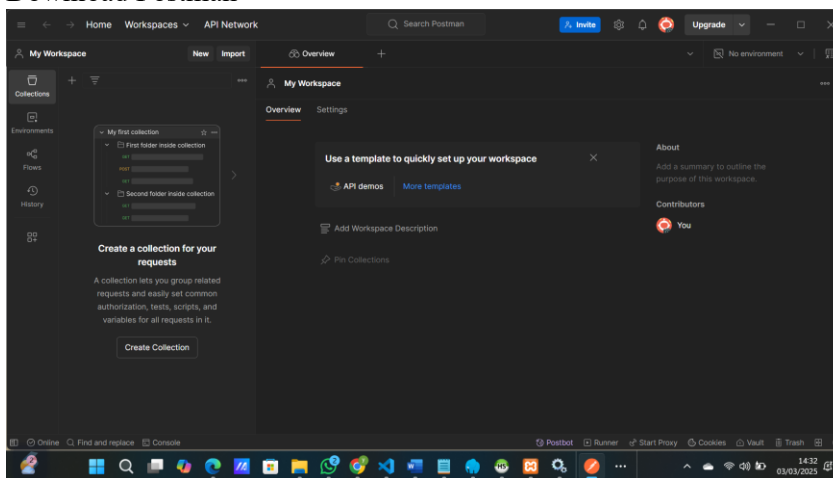 Download Postman
Home Workspaces API Network
Search Postman
Invite
Upgrade
My Workspace
New Import
Overview
No environment
Collections
My Workspace
Overview Settings
Environments
My first collection
First folder inside collection
GET
POST
GET
Second folder inside collection
GET
GET
Flows
History
Use a template to quickly set up your workspace
API demos More templates
Add Workspace Description
Pin Collections
About
Add a summary to outline the
purpose of this workspace.
Contributors
You
Create a collection for your
requests
A collection lets you group related
requests and easily set common
authorization, tests, scripts, and
variables for all requests in it.
Create Collection
Online Find and replace Console
Postbot Runner Start Proxy Cookies Vault Trash
14:32
03/03/2025